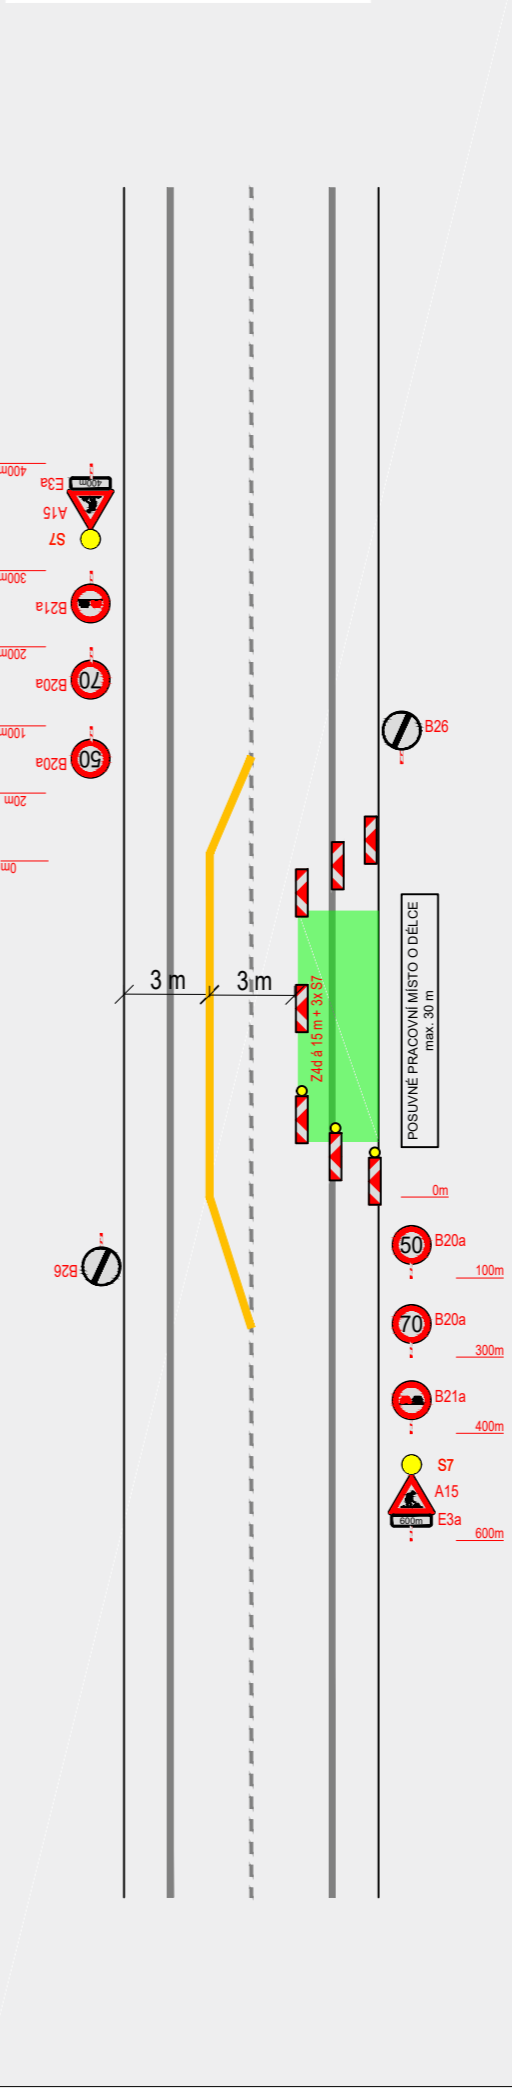 400m
E3a
400m
A15
S7
300m
B21a
200m
B20a
70
100m
B20a
50
20m
0m
B26
3 m
3 m
Z4d á 15 m + 3x S7
POSUVNÉ PRACOVNÍ MÍSTO O DÉLCE
max. 30 m
0m
B26
50
B20a
100m
70
B20a
300m
B21a
400m
S7
A15
600m
E3a
600m